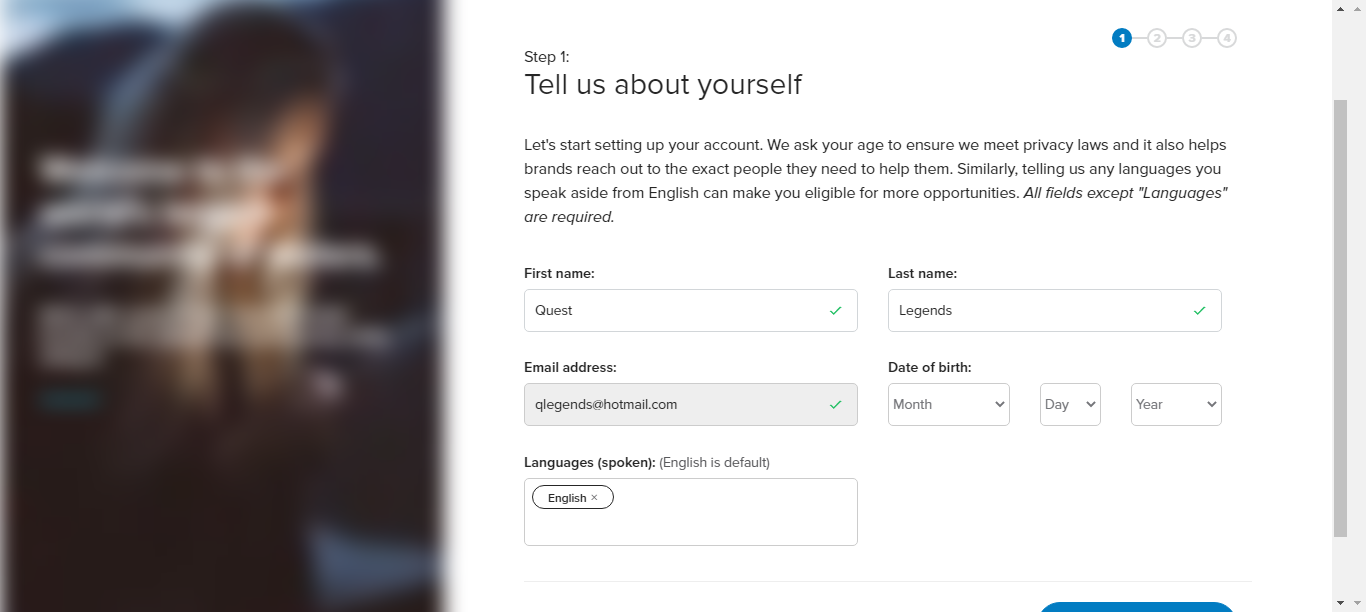 1 2 3 4
Step 1:
Tell us about yourself
Let's start setting up your account. We ask your age to ensure we meet privacy laws and it also helps
brands reach out to the exact people they need to help them. Similarly, telling us any languages you
speak aside from English can make you eligible for more opportunities. All fields except "Languages"
are required.
First name:
Last name:
Quest
Legends
Email address:
Date of birth:
qlegends@hotmail.com
Month
Day
Year
Languages (spoken): (English is default)
English ×